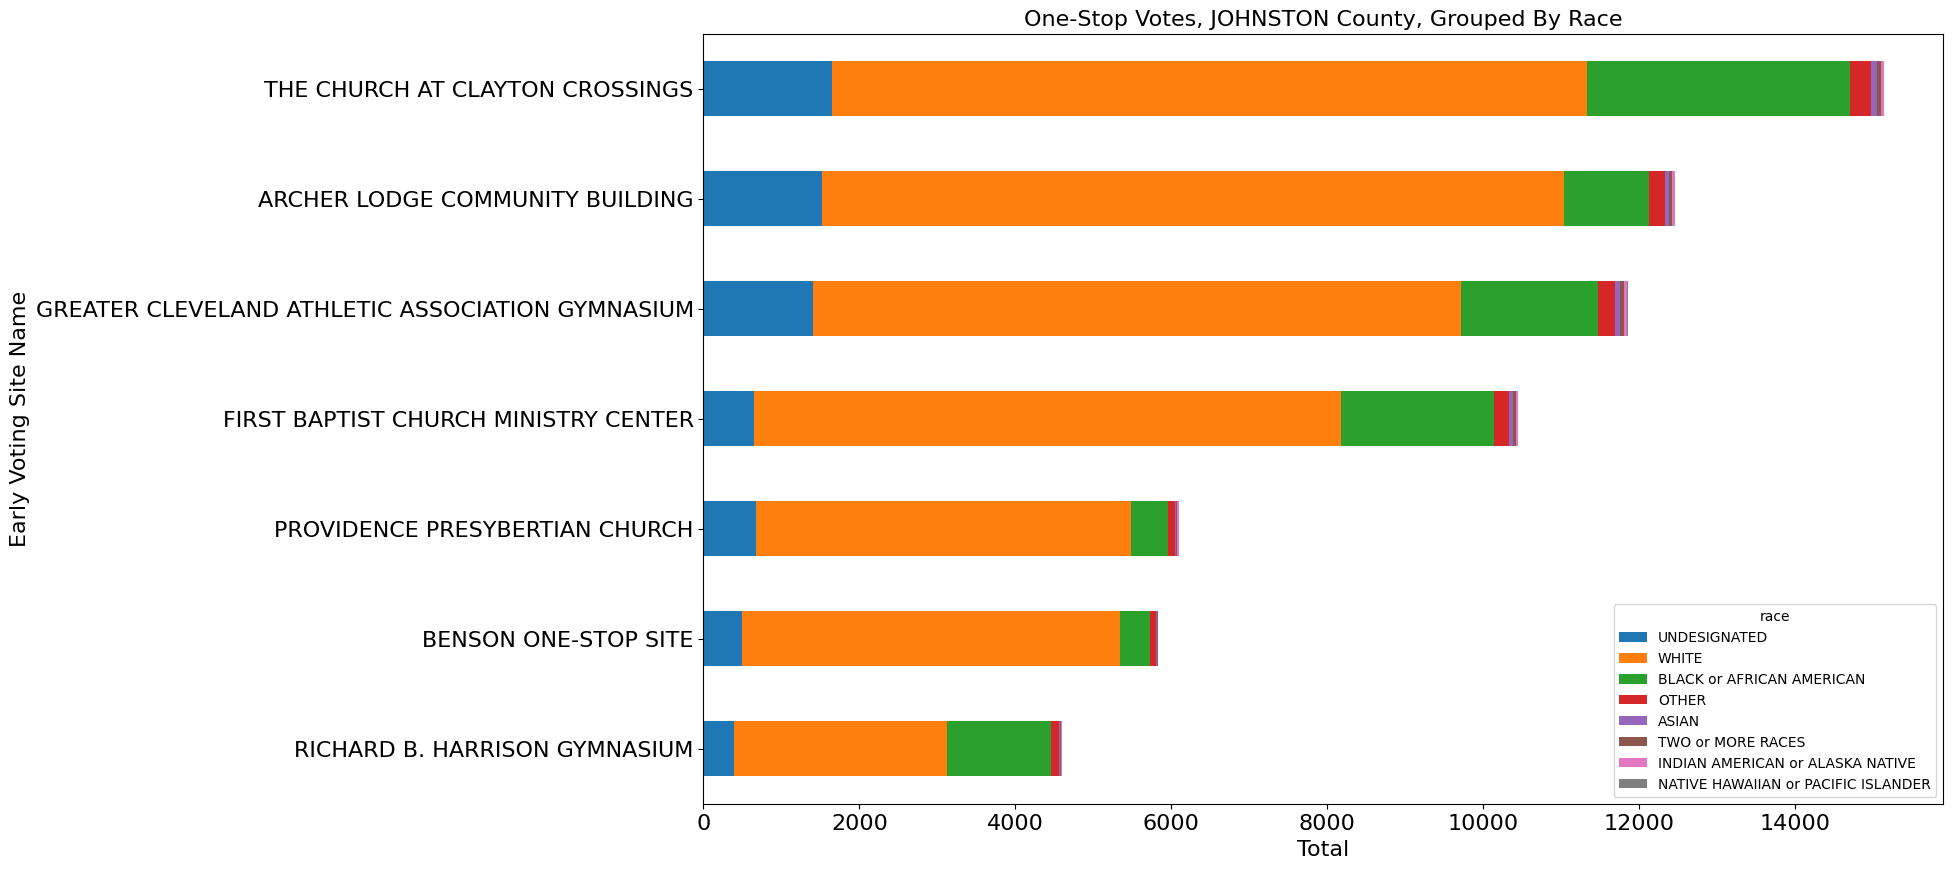 One-Stop Votes, JOHNSTON County, Grouped By Race
Early Voting Site Name
THE CHURCH AT CLAYTON CROSSINGS
ARCHER LODGE COMMUNITY BUILDING
GREATER CLEVELAND ATHLETIC ASSOCIATION GYMNASIUM
FIRST BAPTIST CHURCH MINISTRY CENTER
PROVIDENCE PRESYBERTIAN CHURCH
BENSON ONE-STOP SITE
RICHARD B. HARRISON GYMNASIUM
race
UNDESIGNATED
WHITE
BLACK or AFRICAN AMERICAN
OTHER
ASIAN
TWO or MORE RACES
INDIAN AMERICAN or ALASKA NATIVE
NATIVE HAWAIIAN or PACIFIC ISLANDER
0 2000 4000 6000 8000 10000 12000 14000
Total